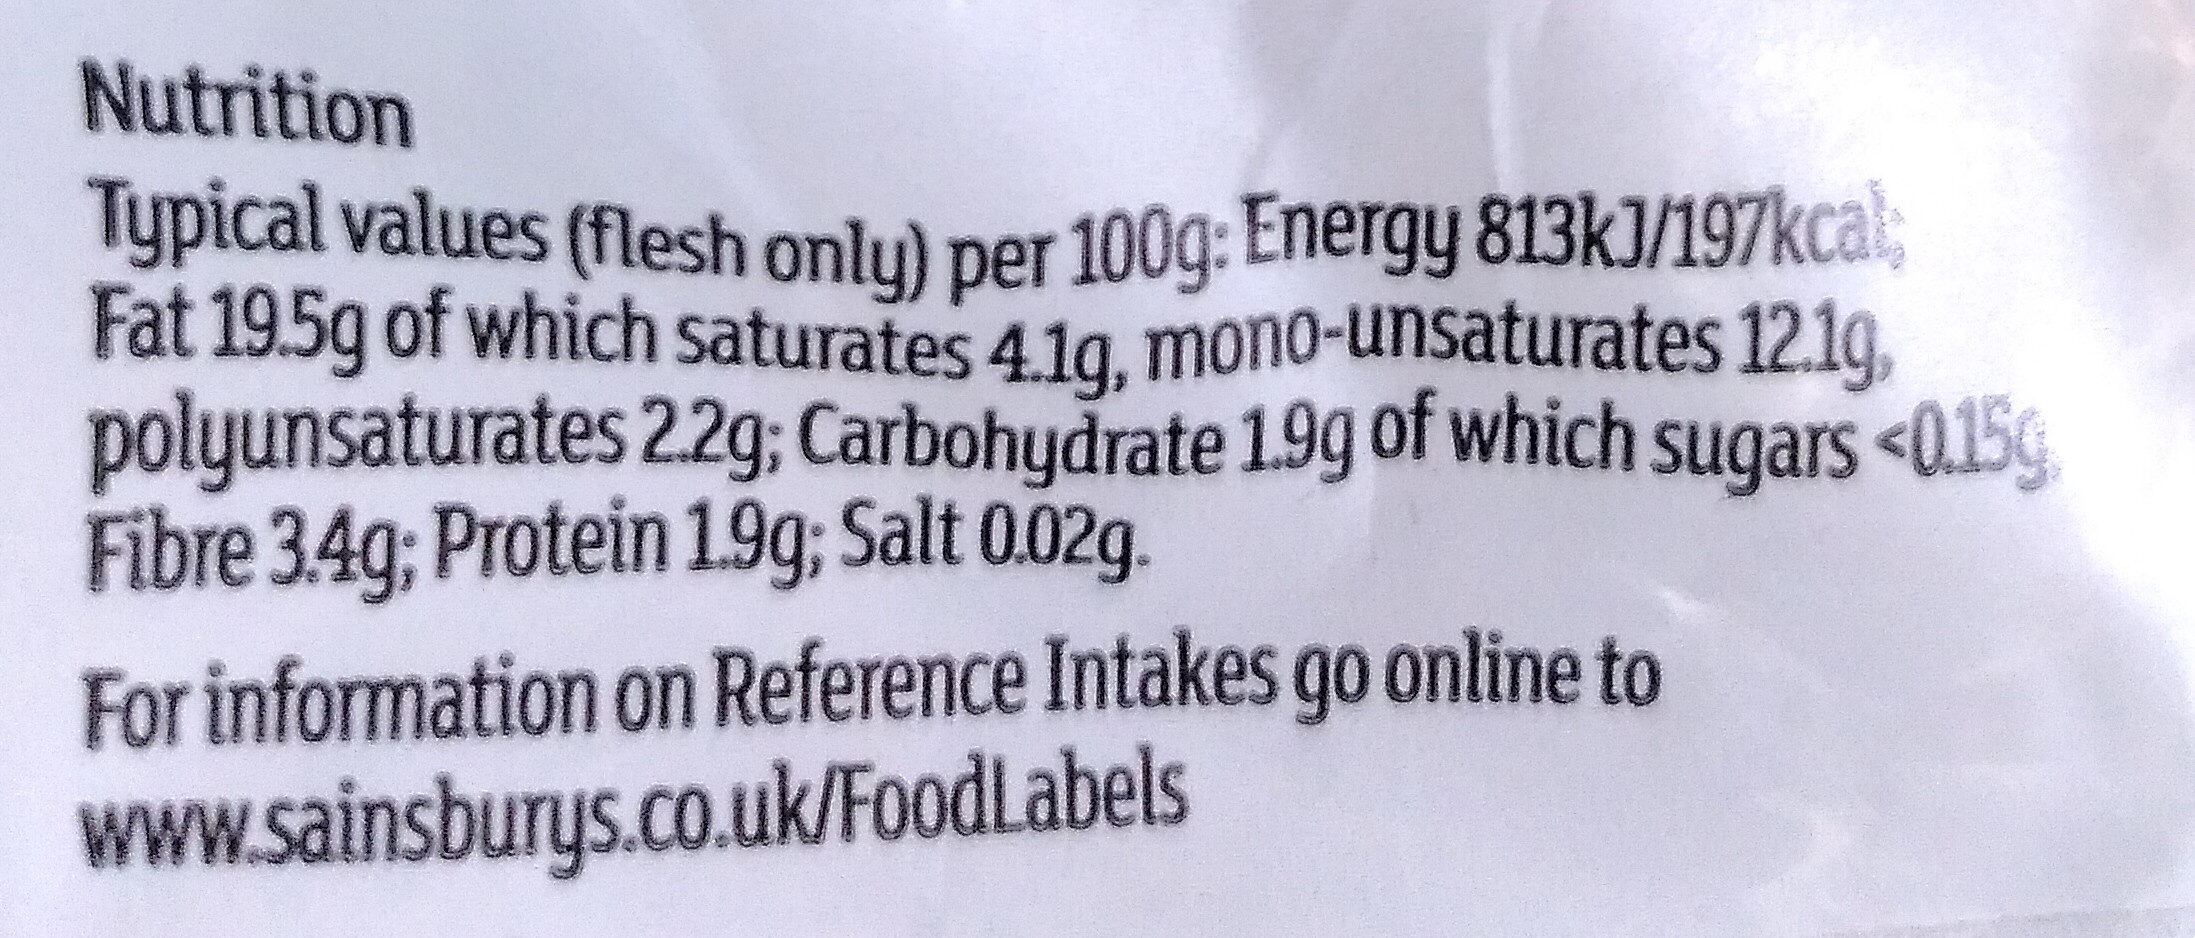 Nutrition
Typical values (flesh only) per 100g: Energy 813kJ/197kcal;
Fat 19.5g of which saturates 4.1g, mono-unsaturates 12.1g,
polyunsaturates 2.2g; Carbohydrate 1.9g of which sugars <0.15g,
Fibre 3.4g; Protein 1.9g; Salt 0.02g.
For information on Reference Intakes go online to
www.sainsburys.co.uk/FoodLabels